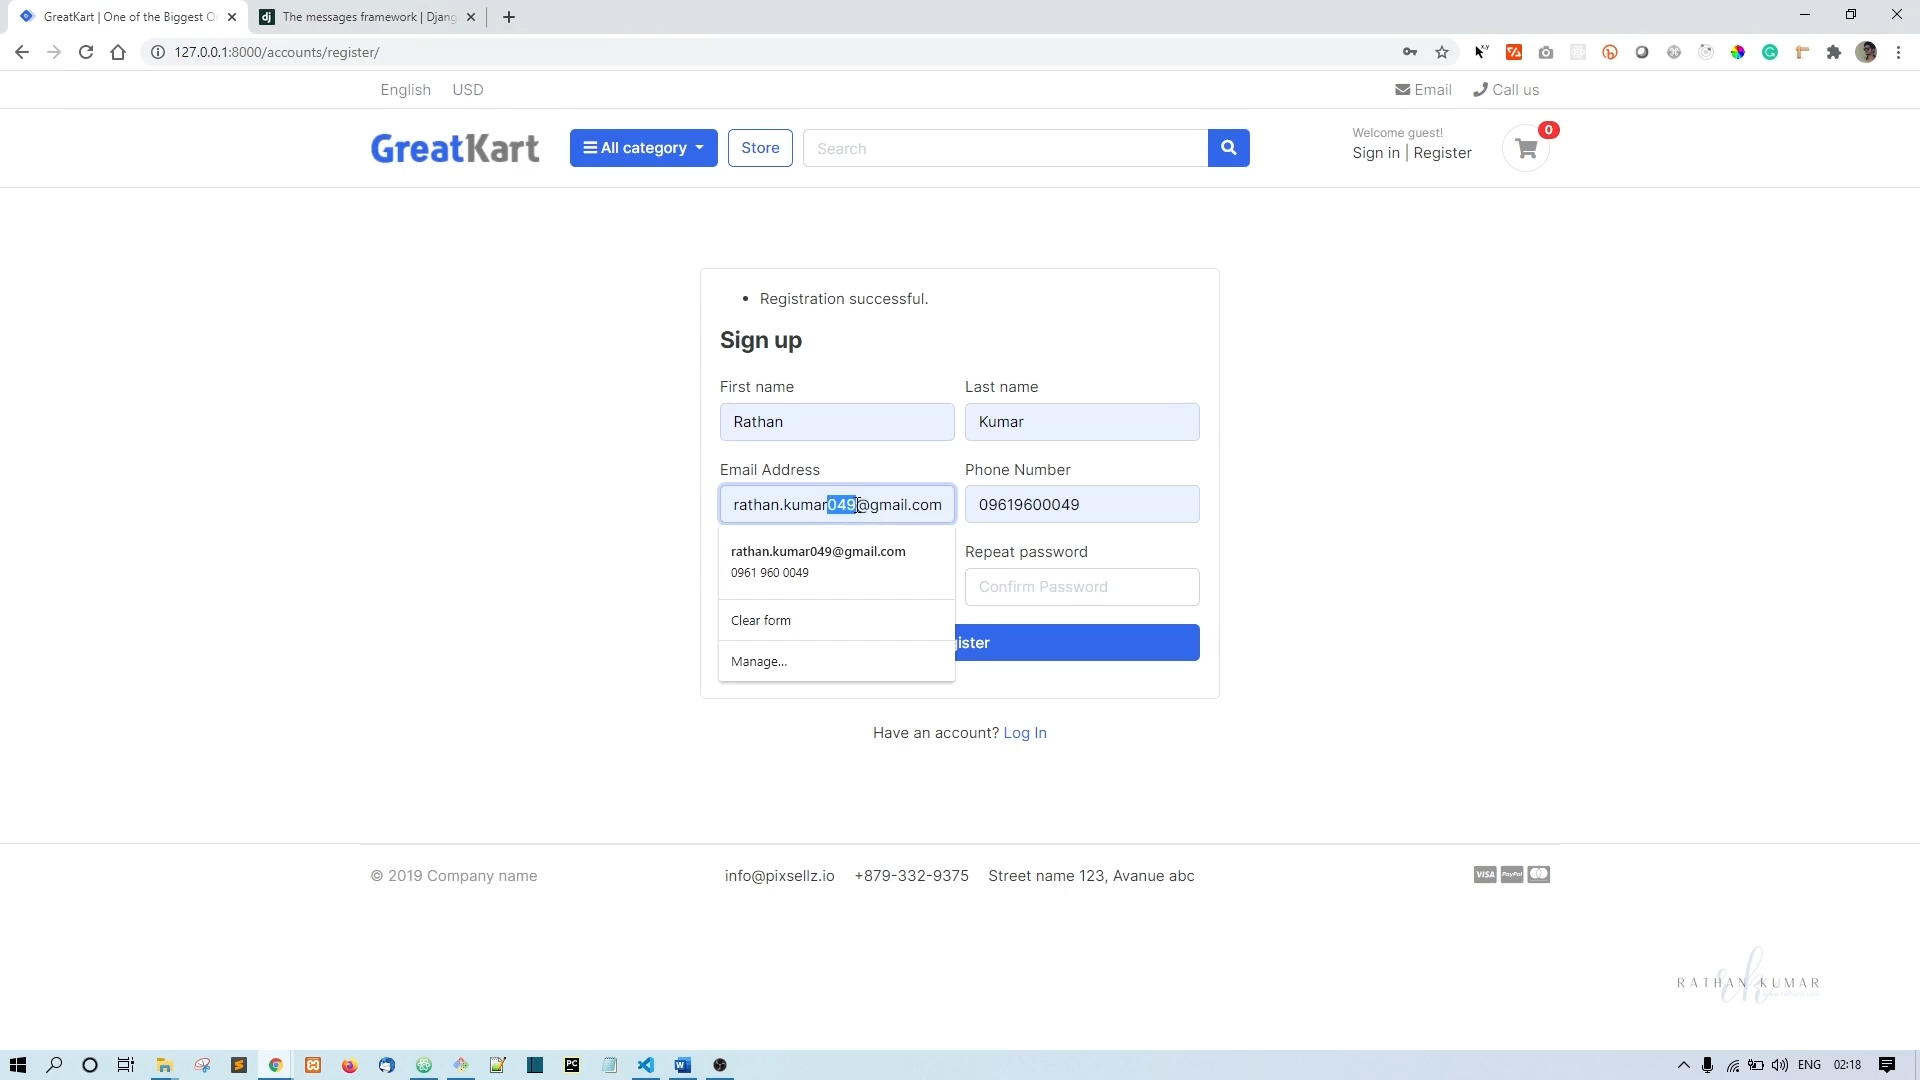 GreatKart | One of the Biggest O
The messages framework | Djang
127.0.0.1:8000/accounts/register/
English USD
Email Call us
GreatKart
All category
Store
Search
Welcome guest!
Sign in | Register
0
Registration successful.
Sign up
First name Last name
Rathan Kumar
Email Address Phone Number
rathan.kumar049@gmail.com 09619600049
rathan.kumar049@gmail.com
0961 960 0049
Repeat password
Confirm Password
Clear form
ister
Manage...
Have an account? Log In
© 2019 Company name info@pixsellz.io +879-332-9375 Street name 123, Avanue abc
VISA PayPal
RATHAN KUMAR
ENG 02:18